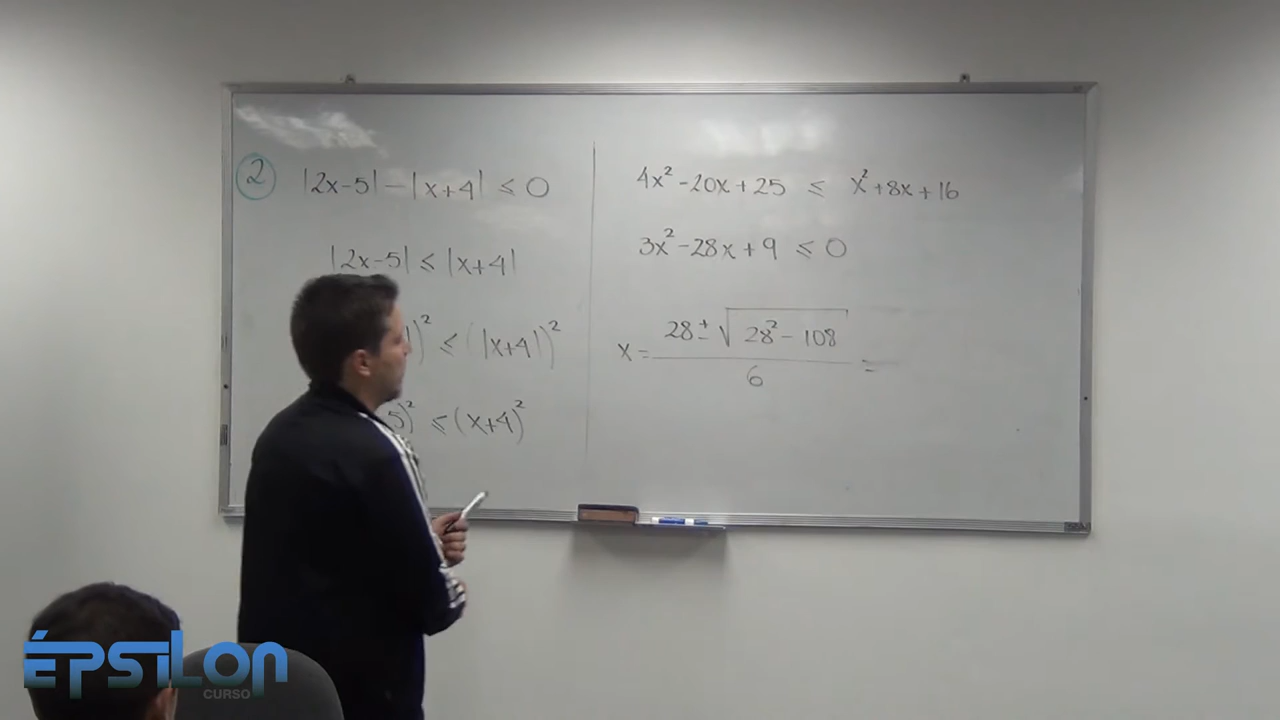 2
|2x-5| - |x+4| ≤ 0
|2x-5| ≤ |x+4|
|)² ≤ (|x+4|)²
5)² ≤ (x+4)²
4x² - 20x + 25 ≤ x² + 8x + 16
3x² - 28x + 9 ≤ 0
x = 28 ± √28² - 108 / 6 =
ÉPSILON
CURSO